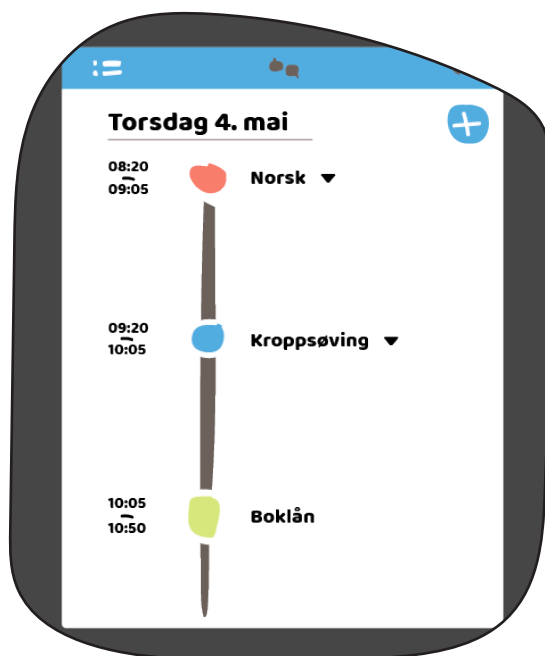 Torsdag 4. mai
08:20
–
09:05
Norsk
09:20
–
10:05
Kroppsøving
10:05
–
10:50
Boklån